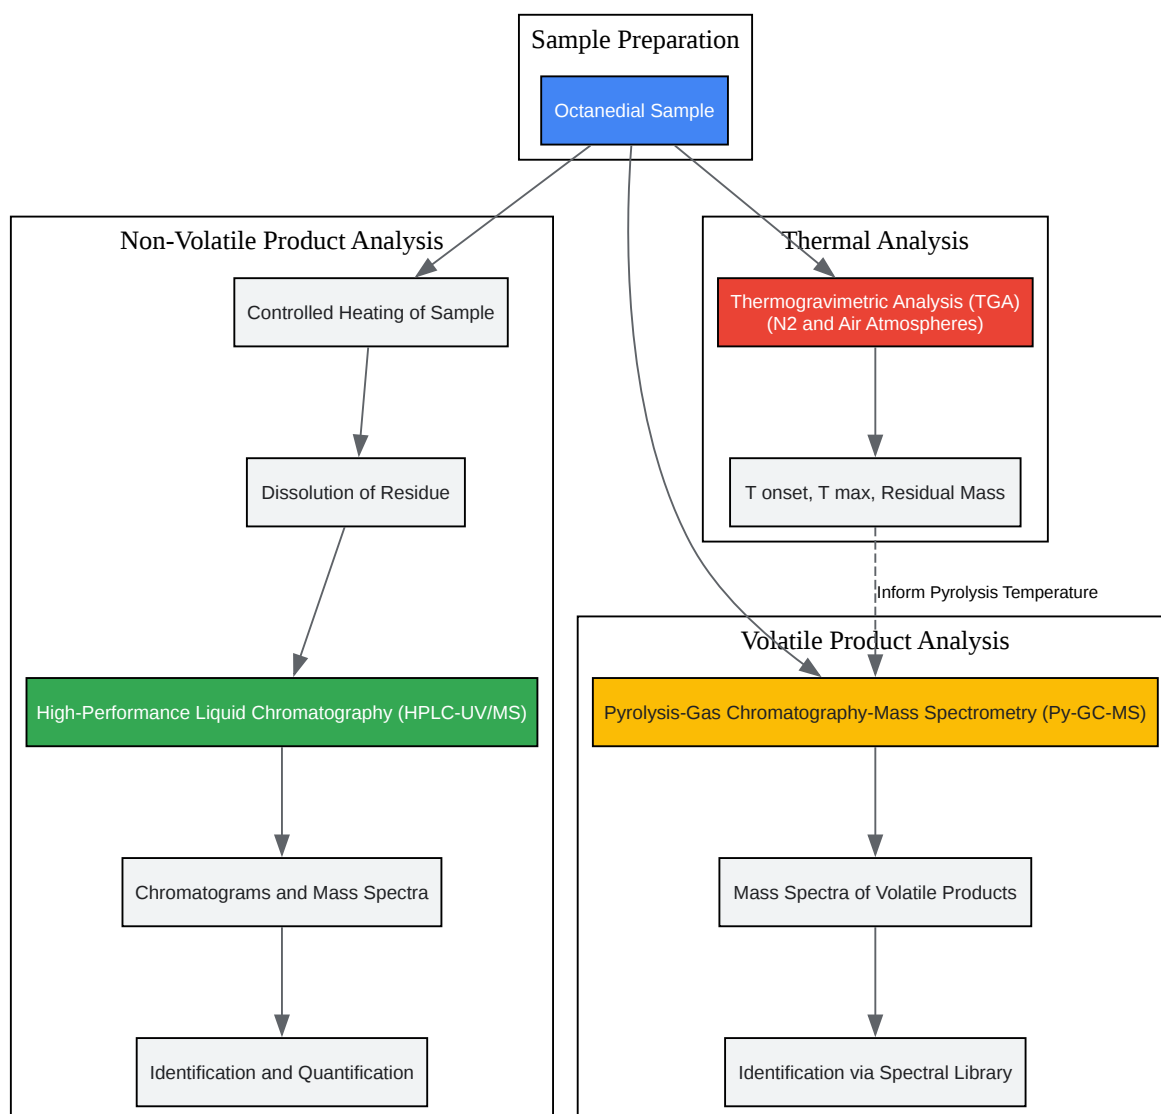 Sample Preparation
Octanedial Sample
Non-Volatile Product Analysis
Controlled Heating of Sample
Dissolution of Residue
High-Performance Liquid Chromatography (HPLC-UV/MS)
Chromatograms and Mass Spectra
Identification and Quantification
Thermal Analysis
Thermogravimetric Analysis (TGA)
(N2 and Air Atmospheres)
T onset, T max, Residual Mass
Inform Pyrolysis Temperature
Volatile Product Analysis
Pyrolysis-Gas Chromatography-Mass Spectrometry (Py-GC-MS)
Mass Spectra of Volatile Products
Identification via Spectral Library